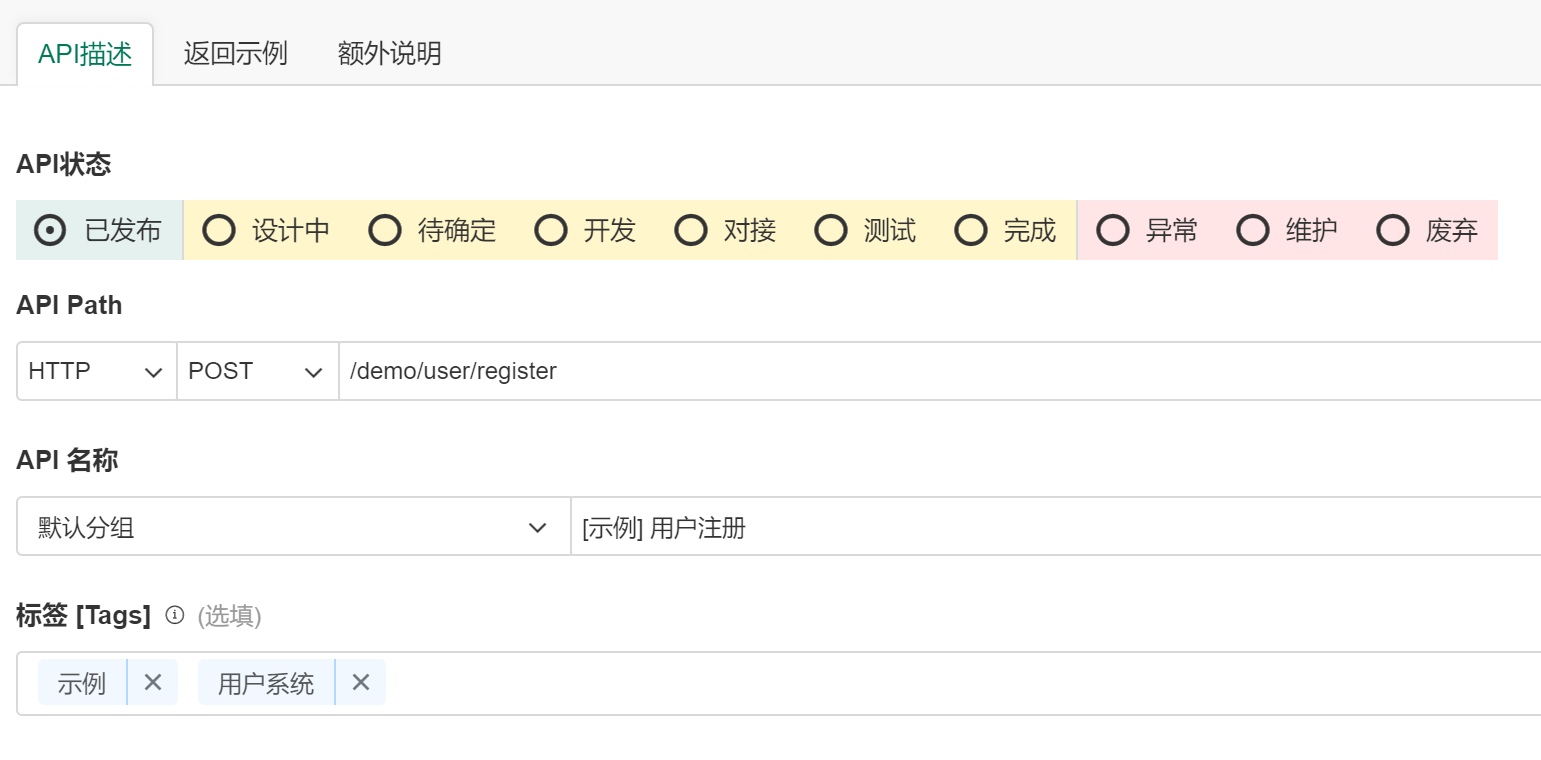 API描述 返回示例 额外说明
API状态
已发布 设计中 待确定 开发 对接 测试 完成 异常 维护 废弃
API Path
HTTP POST /demo/user/register
API 名称
默认分组 [示例] 用户注册
标签 [Tags] (选填)
示例 用户系统